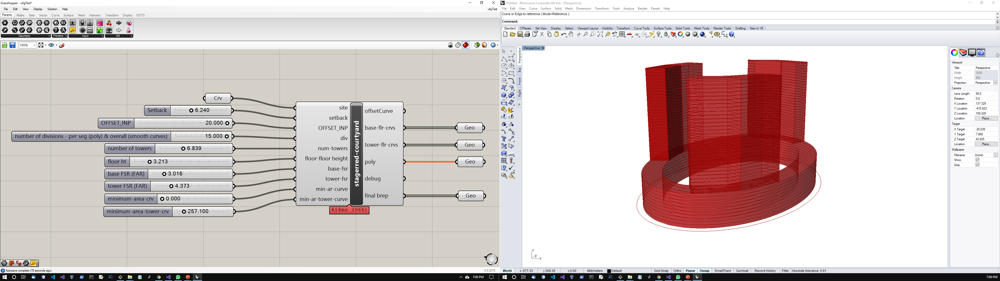 Grasshopper - ufgTest*
File Edit View Display Solution Help
ufgTest
Params Maths Sets Vector Curve Surface Mesh Intersect Transform Display DOTS
Geometry Primitive Input Util
195%
Crv
Setback 6.240
OFFSET_INP 20.000
number of divisions - per seg (poly) & overall (smooth curves) 15.000
number of towers 6.839
floor ht 3.213
base FSR (FAR) 3.016
tower FSR (FAR) 4.373
minimum-area-crv 0.000
minimum-area-tower-crv 257.100
site
setback
OFFSET_INP
div
num-towers
floor-floor height
base-fsr
tower-fsr
min-ar-curve
min-ar-tower-curve
stagerred-courtyard
offsetCurve
base-flr-crvs
tower-flr-crvs
poly
debug
final brep
Geo
Geo
Geo
Geo
414ms (96%)
Autosave complete (70 seconds ago)
0.9.0076
7:08 PM
Untitled - Rhinoceros Corporate (64-bit) - [Perspective]
File Edit View Curve Surface Solid Mesh Dimension Transform Tools Analyze Render Panels Help
Curve or Edge to reference ( Mode=Reference ):
Command:
Standard CPlanes Set View Display Select Viewport Layout Visibility Transform Curve Tools Surface Tools Solid Tools Mesh Tools Render Tools Drafting New in V5
Perspective
Perspective
Top
Front
Right
z
y
x
Viewport
Title Perspective
Width 1634
Height 852
Projection Perspective
Camera
Lens Length 50.0
Rotation 0.0
X Location 137.329
Y Location -415.923
Z Location 169.329
Location Place...
Target
X Target -25.035
Y Target 7.068
Z Target 42.825
Location Place...
Wallpaper
Filename (none) ...
Show
Gray
World x -577.33 y 369.30 z 0.00 Millimeters Default Grid Snap Ortho Planar Osnap SmartTrack Gumball Record History Filter Absolute tolerance: 0.01
7:08 PM